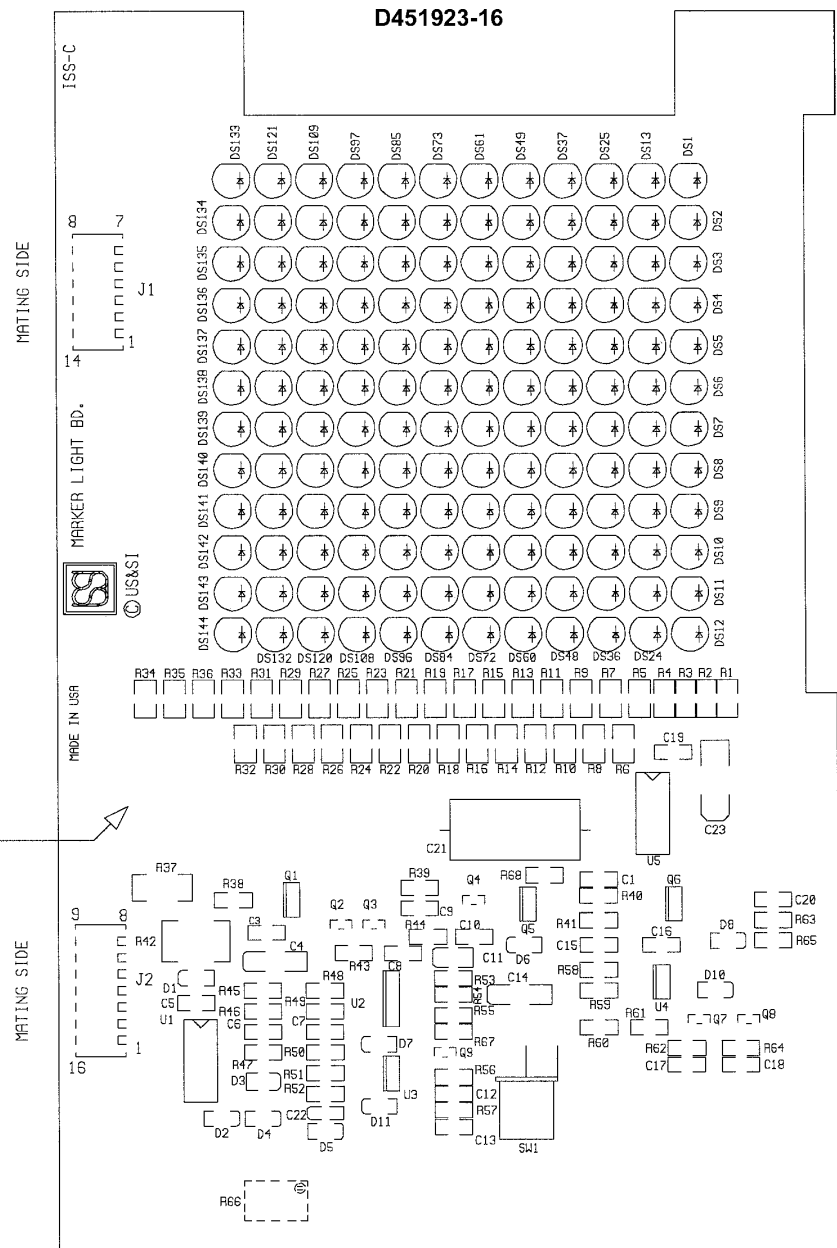 D451923-16
ISS-C
DS133 DS121 DS109 DS97 DS85 DS73 DS61 DS49 DS37 DS25 DS13 DS1
DS134 DS2
DS135 DS3
DS136 DS4
DS137 DS5
DS138 DS6
DS139 DS7
DS140 DS8
DS141 DS9
DS142 DS10
DS143 DS11
DS144 DS12
DS132 DS120 DS108 DS96 DS84 DS72 DS60 DS48 DS36 DS24
MATING SIDE
8 7
J1
14 1
MARKER LIGHT BD.
© US&SI
MADE IN USA
R34 R35 R36 R33 R31 R29 R27 R25 R23 R21 R19 R17 R15 R13 R11 R9 R7 R5 R4 R3 R2 R1
R32 R30 R28 R26 R24 R22 R20 R18 R16 R14 R12 R10 R8 R6
C19
C23
U5
C21
R37
R38
Q1
R39
Q4
R68
C1
R40
Q6
C20
R63
R65
MATING SIDE
9 8
J2
16 1
R42
C3
C4
Q2 Q3
R44
C9
C10
Q5
R41
C15
C16
D8
R43
C8
C11
D6
D1
C5
U1
R45
R46
C6
R47
D3
D2
D4
R48
R49
C7
R50
R51
R52
C22
D5
U2
D7
U3
D11
R53
R54
C14
R55
R67
Q9
R56
C12
R57
C13
SW1
R58
R59
R60
R61
U4
D10
Q7
Q8
R62
C17
R64
C18
R66